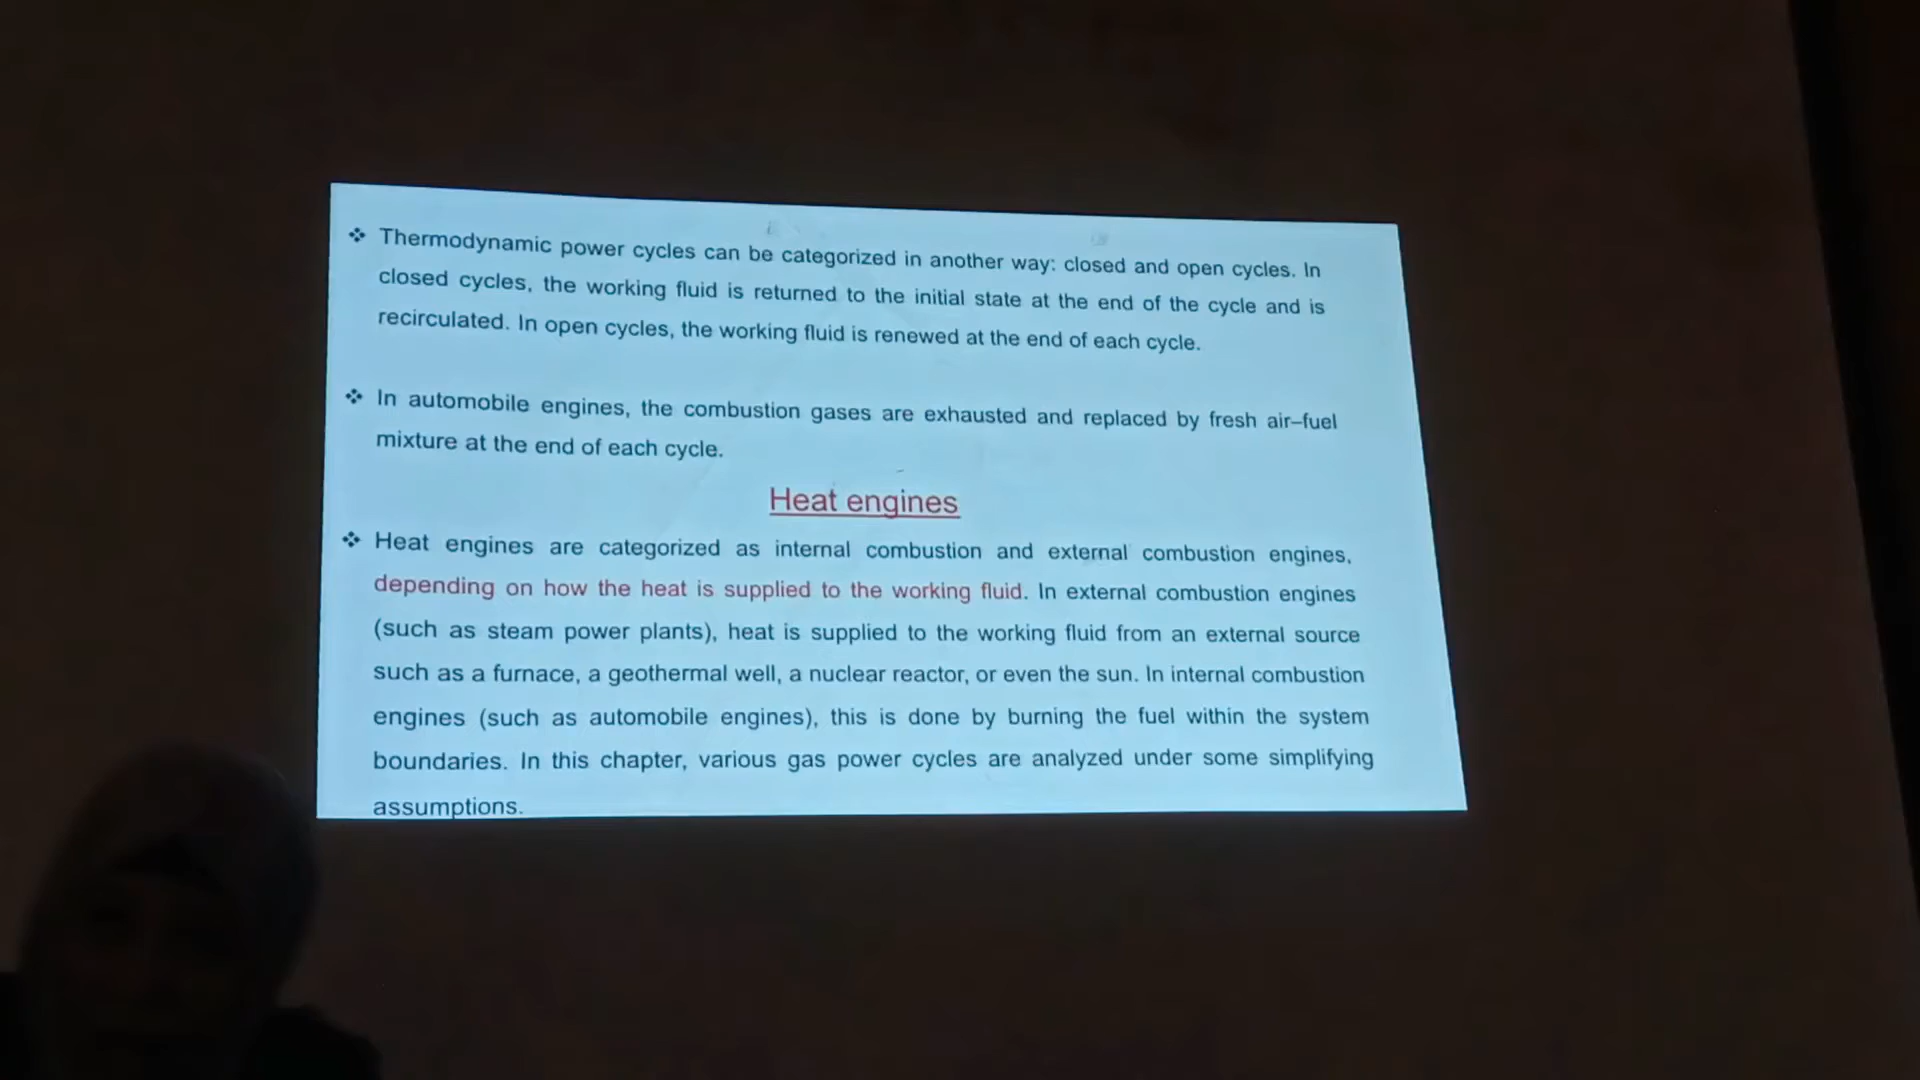 ❖ Thermodynamic power cycles can be categorized in another way: closed and open cycles. In
closed cycles, the working fluid is returned to the initial state at the end of the cycle and is
recirculated. In open cycles, the working fluid is renewed at the end of each cycle.
❖ In automobile engines, the combustion gases are exhausted and replaced by fresh air–fuel
mixture at the end of each cycle.
Heat engines
❖ Heat engines are categorized as internal combustion and external combustion engines,
depending on how the heat is supplied to the working fluid. In external combustion engines
(such as steam power plants), heat is supplied to the working fluid from an external source
such as a furnace, a geothermal well, a nuclear reactor, or even the sun. In internal combustion
engines (such as automobile engines), this is done by burning the fuel within the system
boundaries. In this chapter, various gas power cycles are analyzed under some simplifying
assumptions.